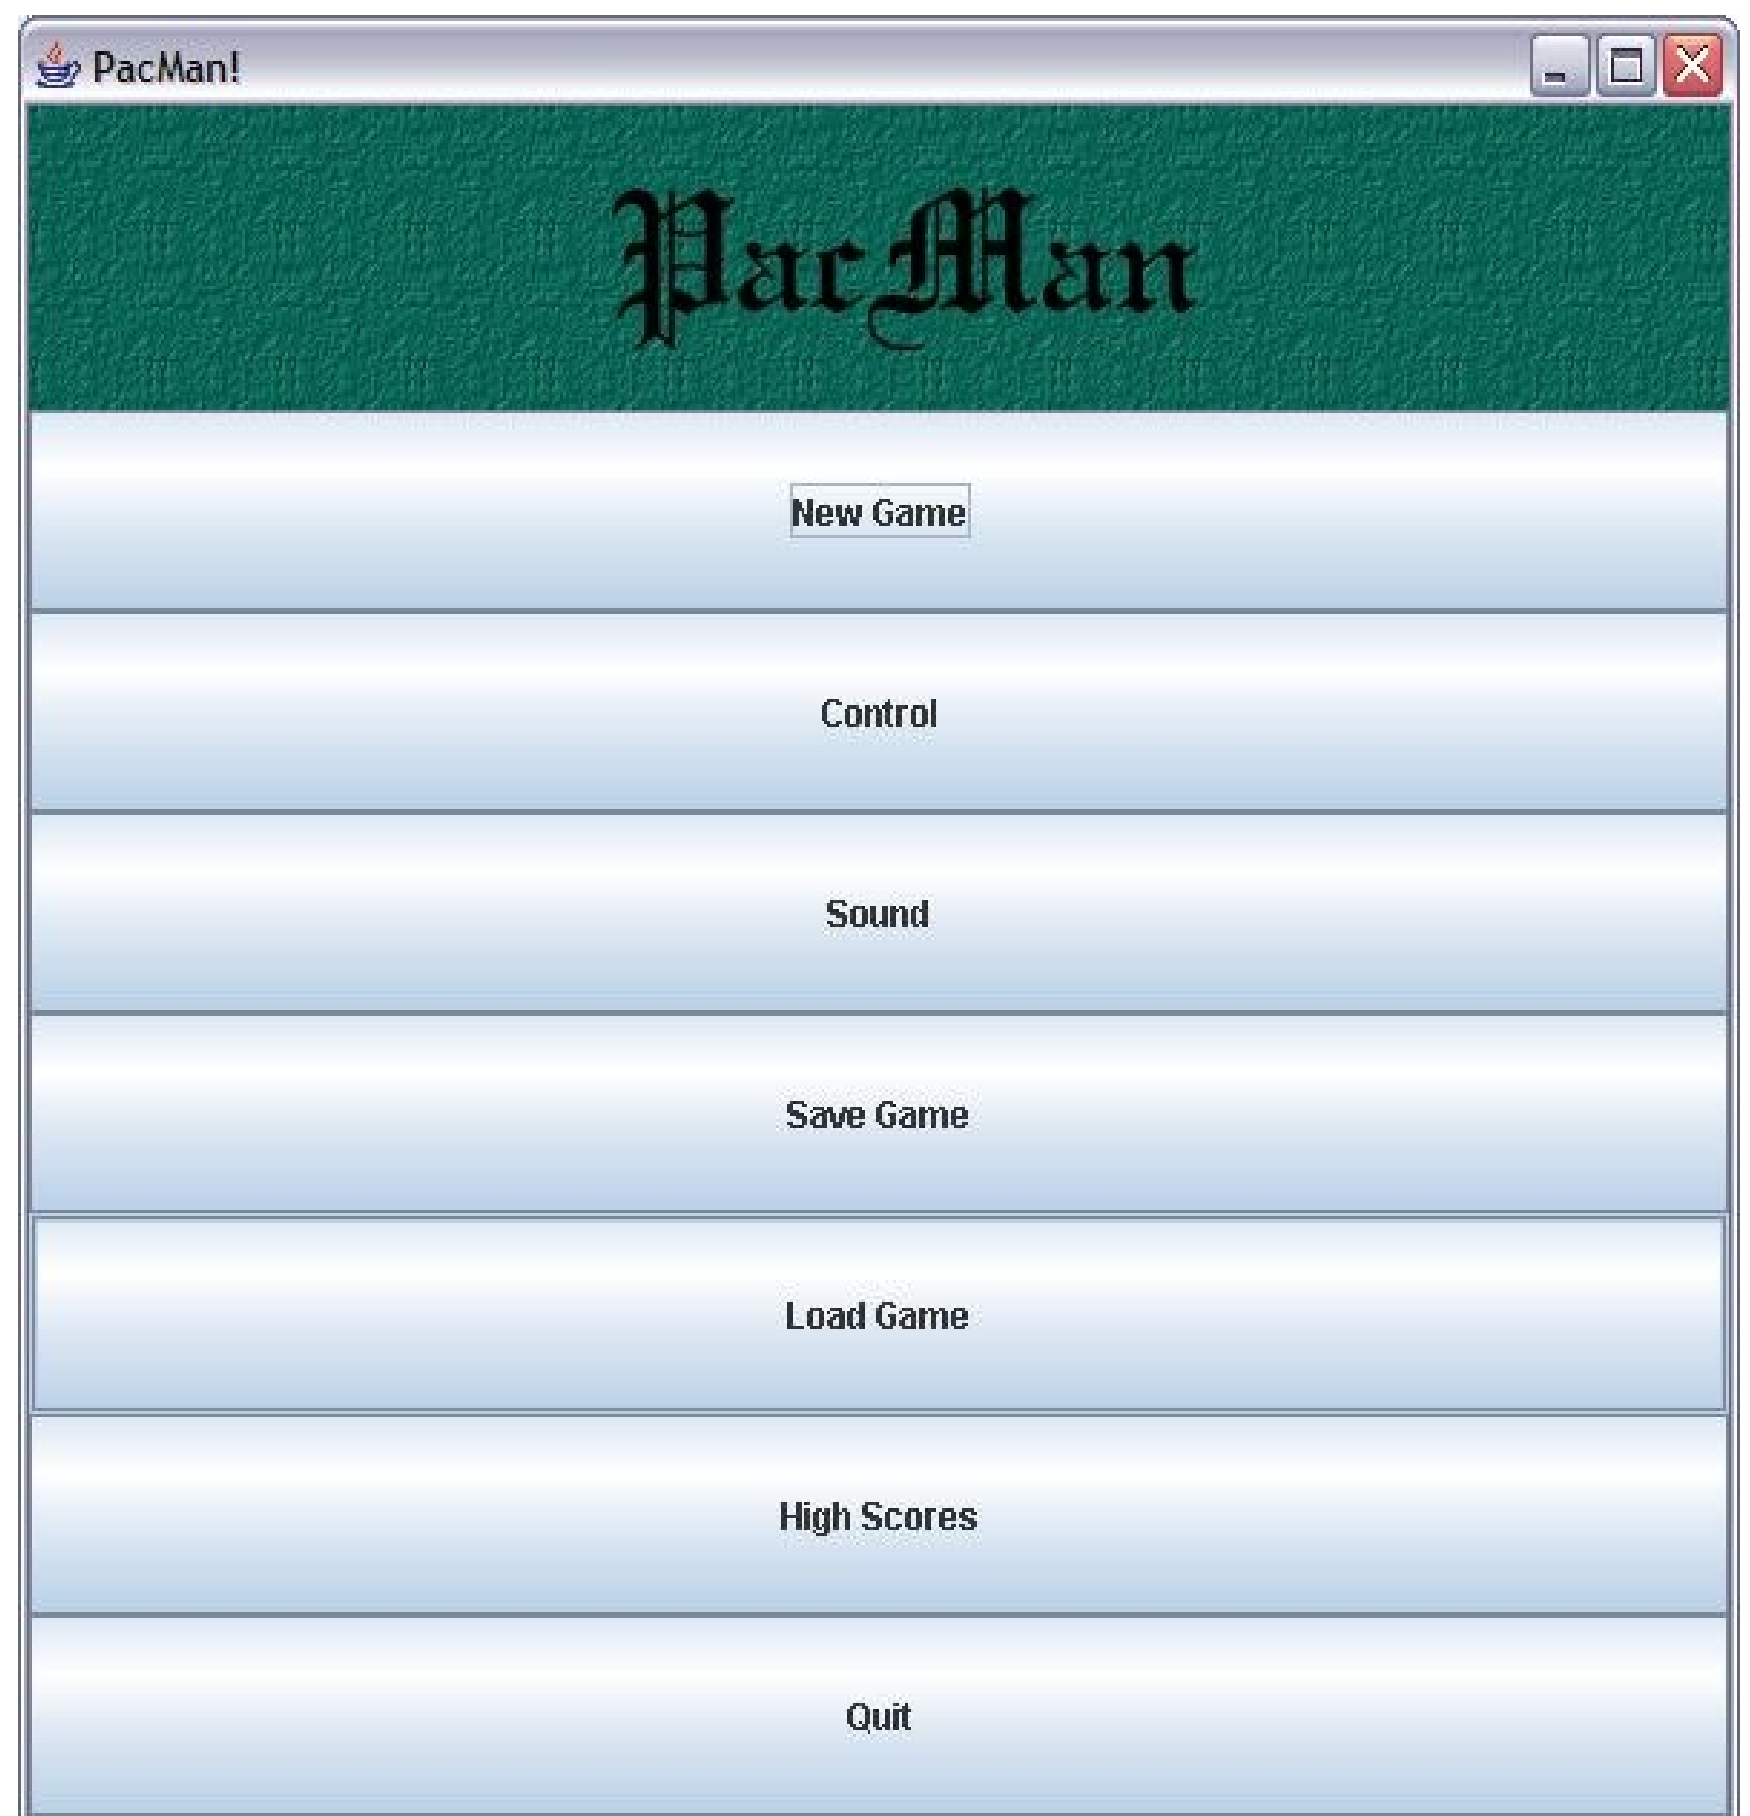 PacMan!
PacMan
New Game
Control
Sound
Save Game
Load Game
High Scores
Quit